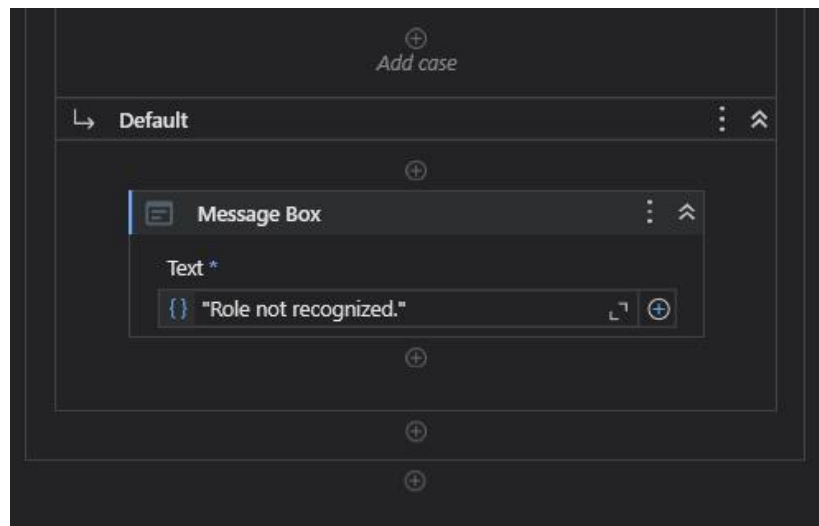 Add case
Default
Message Box
Text *
{} "Role not recognized."